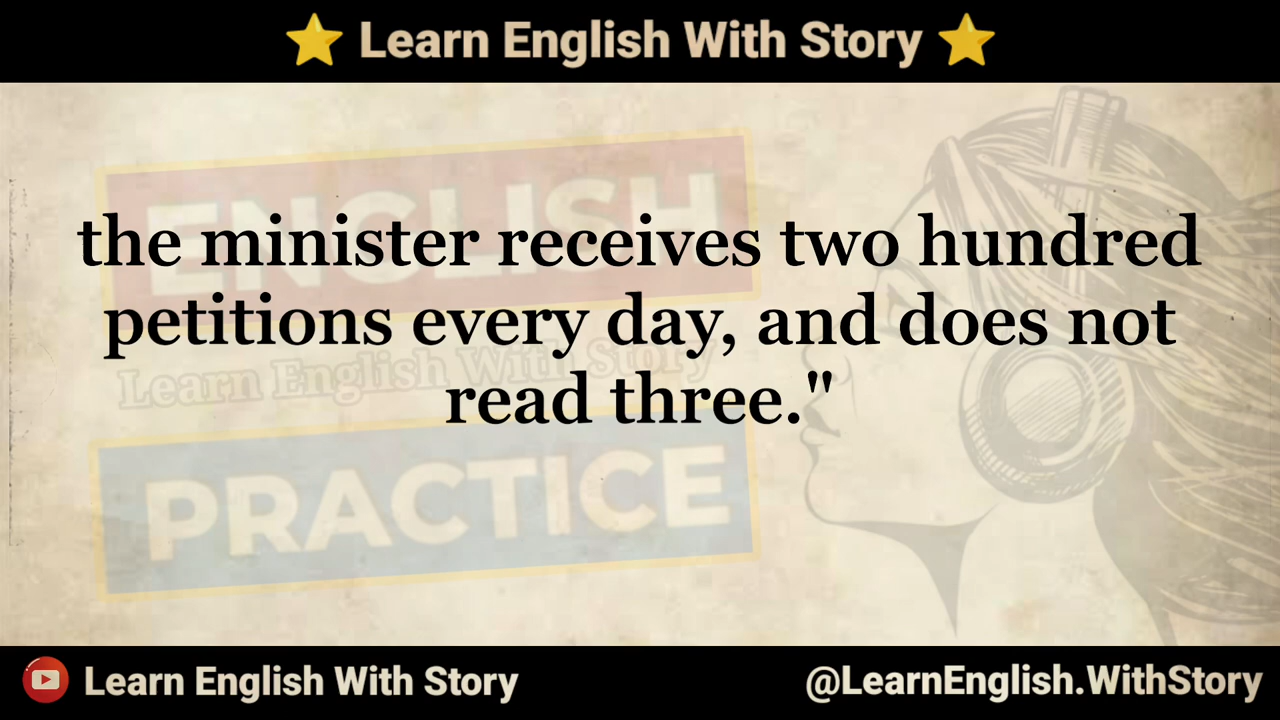 ⭐ Learn English With Story ⭐
ENGLISH
the minister receives two hundred
petitions every day, and does not
Learn English With Story
read three."
PRACTICE
Learn English With Story
@LearnEnglish.WithStory